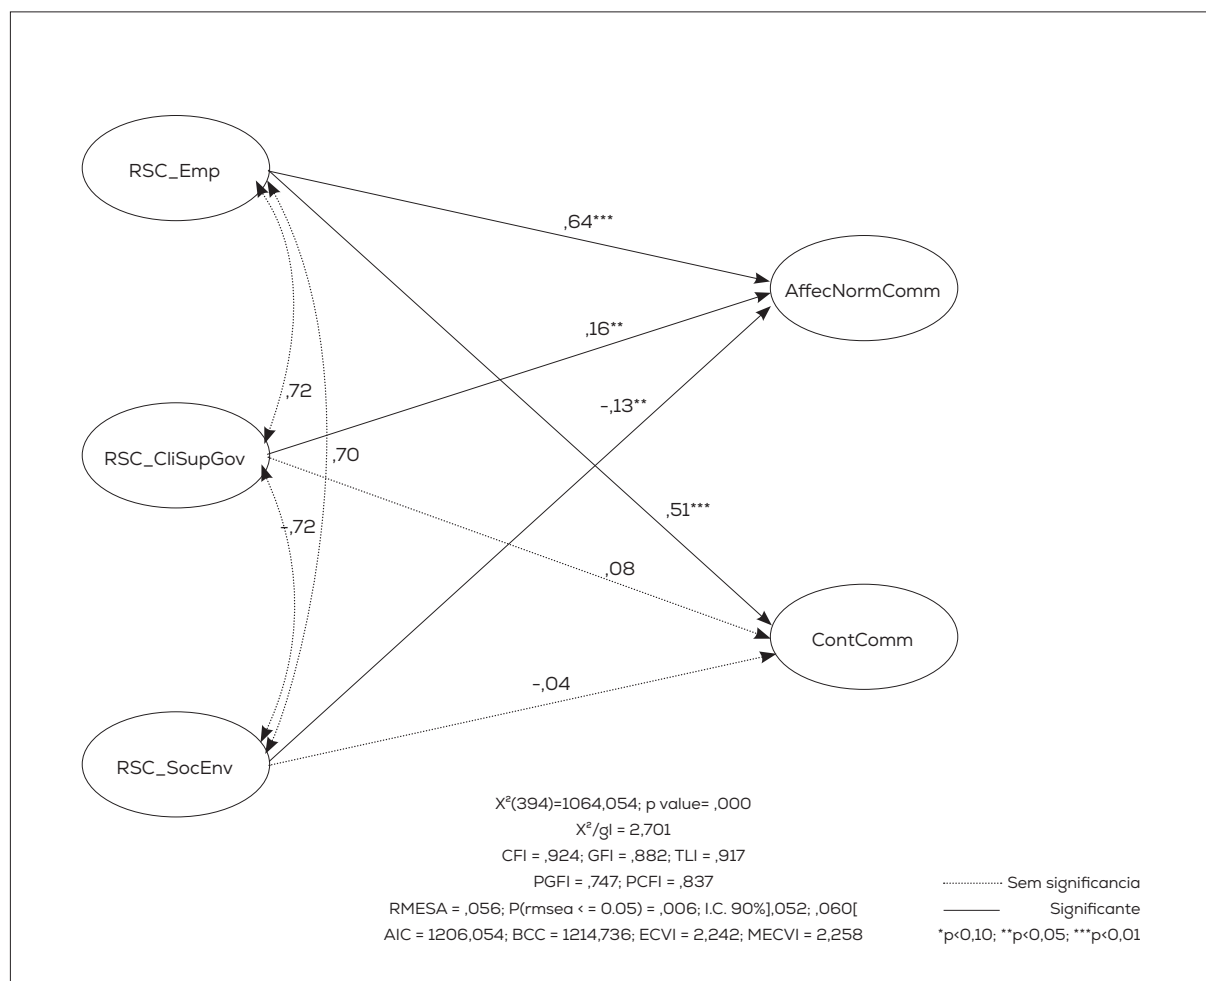 RSC_Emp
,64***
AffecNormComm
,16**
-,13**
,72
RSC_CliSupGov
,70
,51***
-,72
,08
ContComm
-,04
RSC_SocEnv
X²(394)=1064,054; p value= ,000
X²/gl = 2,701
CFI = ,924; GFI = ,882; TLI = ,917
PGFI = ,747; PCFI = ,837
RMESA = ,056; P(rmsea < = 0.05) = ,006; I.C. 90%],052; ,060[
AIC = 1206,054; BCC = 1214,736; ECVI = 2,242; MECVI = 2,258
Sem significancia
Significante
*p<0,10; **p<0,05; ***p<0,01